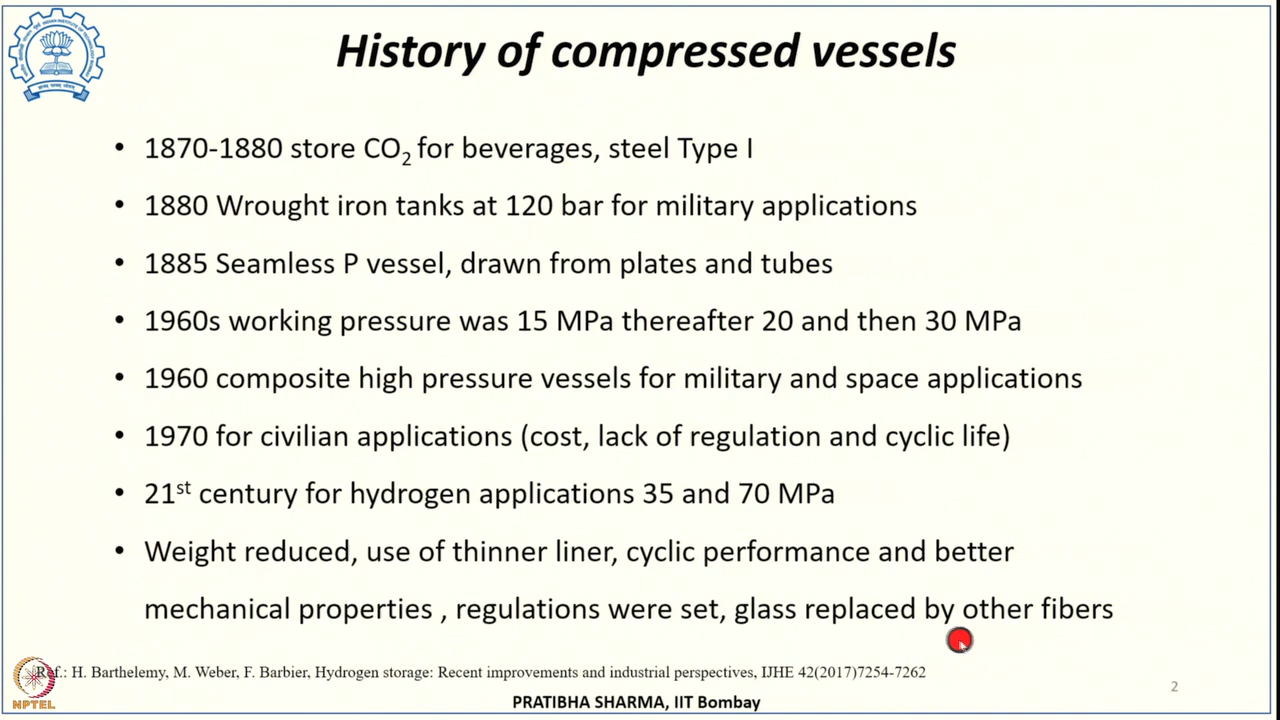 History of compressed vessels
• 1870-1880 store CO₂ for beverages, steel Type I
• 1880 Wrought iron tanks at 120 bar for military applications
• 1885 Seamless P vessel, drawn from plates and tubes
• 1960s working pressure was 15 MPa thereafter 20 and then 30 MPa
• 1960 composite high pressure vessels for military and space applications
• 1970 for civilian applications (cost, lack of regulation and cyclic life)
• 21st century for hydrogen applications 35 and 70 MPa
• Weight reduced, use of thinner liner, cyclic performance and better
mechanical properties , regulations were set, glass replaced by other fibers
Ref.: H. Barthelemy, M. Weber, F. Barbier, Hydrogen storage: Recent improvements and industrial perspectives, IJHE 42(2017)7254-7262
2
NPTEL
PRATIBHA SHARMA, IIT Bombay